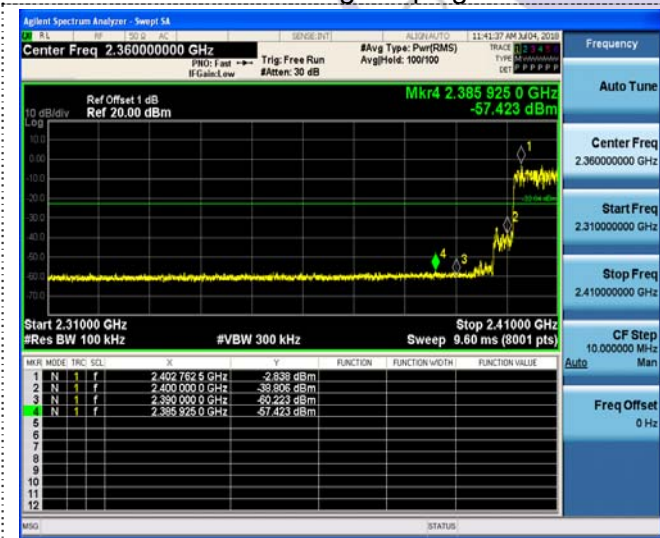 Agilent Spectrum Analyzer - Swept SA
RL RF 50 Ω AC SENSE:INT ALIGN AUTO 11:41:37 AM Jul 04, 2018
Center Freq 2.360000000 GHz
PNO: Fast
IFGain:Low
Trig: Free Run
#Atten: 30 dB
#Avg Type: Pwr(RMS)
Avg|Hold: 100/100
TRACE 1 2 3 4 5 6
TYPE
DET P P P P P P
Ref Offset 1 dB
10 dB/div Ref 20.00 dBm
Log
Mkr4 2.385 925 0 GHz
-57.423 dBm
10.0
0.00
-10.0
-20.0
-30.0
-40.0
-50.0
-60.0
-70.0
1
2
3
4
Start 2.31000 GHz Stop 2.41000 GHz
#Res BW 100 kHz #VBW 300 kHz Sweep 9.60 ms (8001 pts)
MKR MODE TRC SCL X Y FUNCTION FUNCTION WIDTH FUNCTION VALUE
1 N 1 f 2.402 762 5 GHz -2.838 dBm
2 N 1 f 2.400 000 0 GHz -38.806 dBm
3 N 1 f 2.390 000 0 GHz -60.223 dBm
4 N 1 f 2.385 925 0 GHz -57.423 dBm
5
6
7
8
9
10
11
12
MSG STATUS
Frequency
Auto Tune
Center Freq
2.360000000 GHz
Start Freq
2.310000000 GHz
Stop Freq
2.410000000 GHz
CF Step
10.000000 MHz
Auto Man
Freq Offset
0 Hz